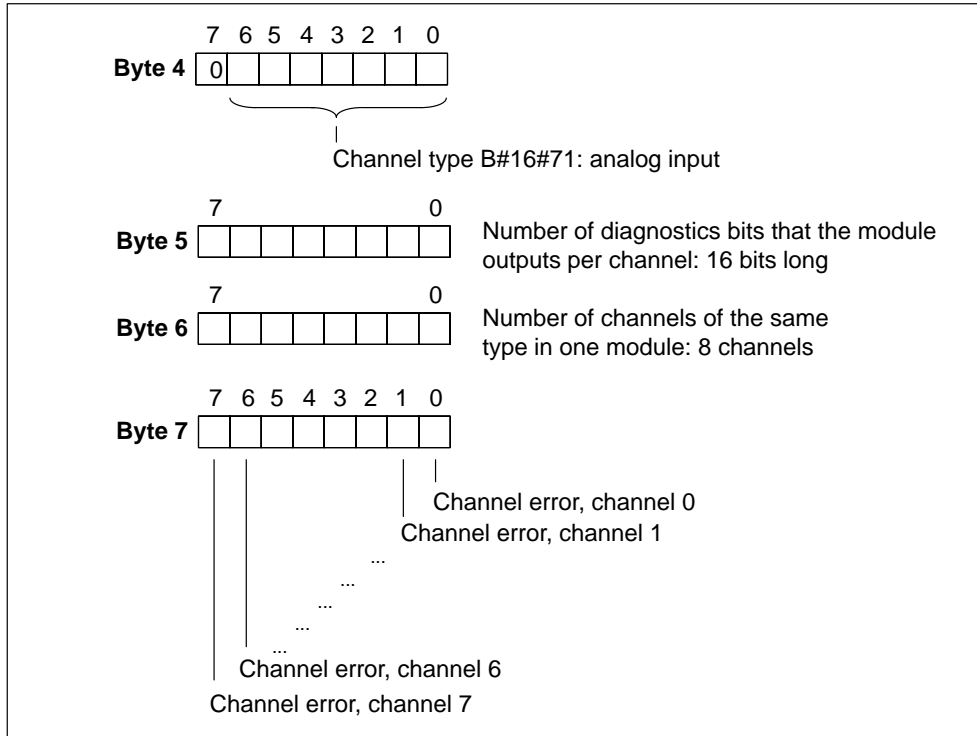 7 6 5 4 3 2 1 0
Byte 4 0
Channel type B#16#71: analog input
7 0
Byte 5
Number of diagnostics bits that the module
outputs per channel: 16 bits long
7 0
Byte 6
Number of channels of the same
type in one module: 8 channels
7 6 5 4 3 2 1 0
Byte 7
Channel error, channel 0
Channel error, channel 1
...
...
...
...
...
Channel error, channel 6
Channel error, channel 7